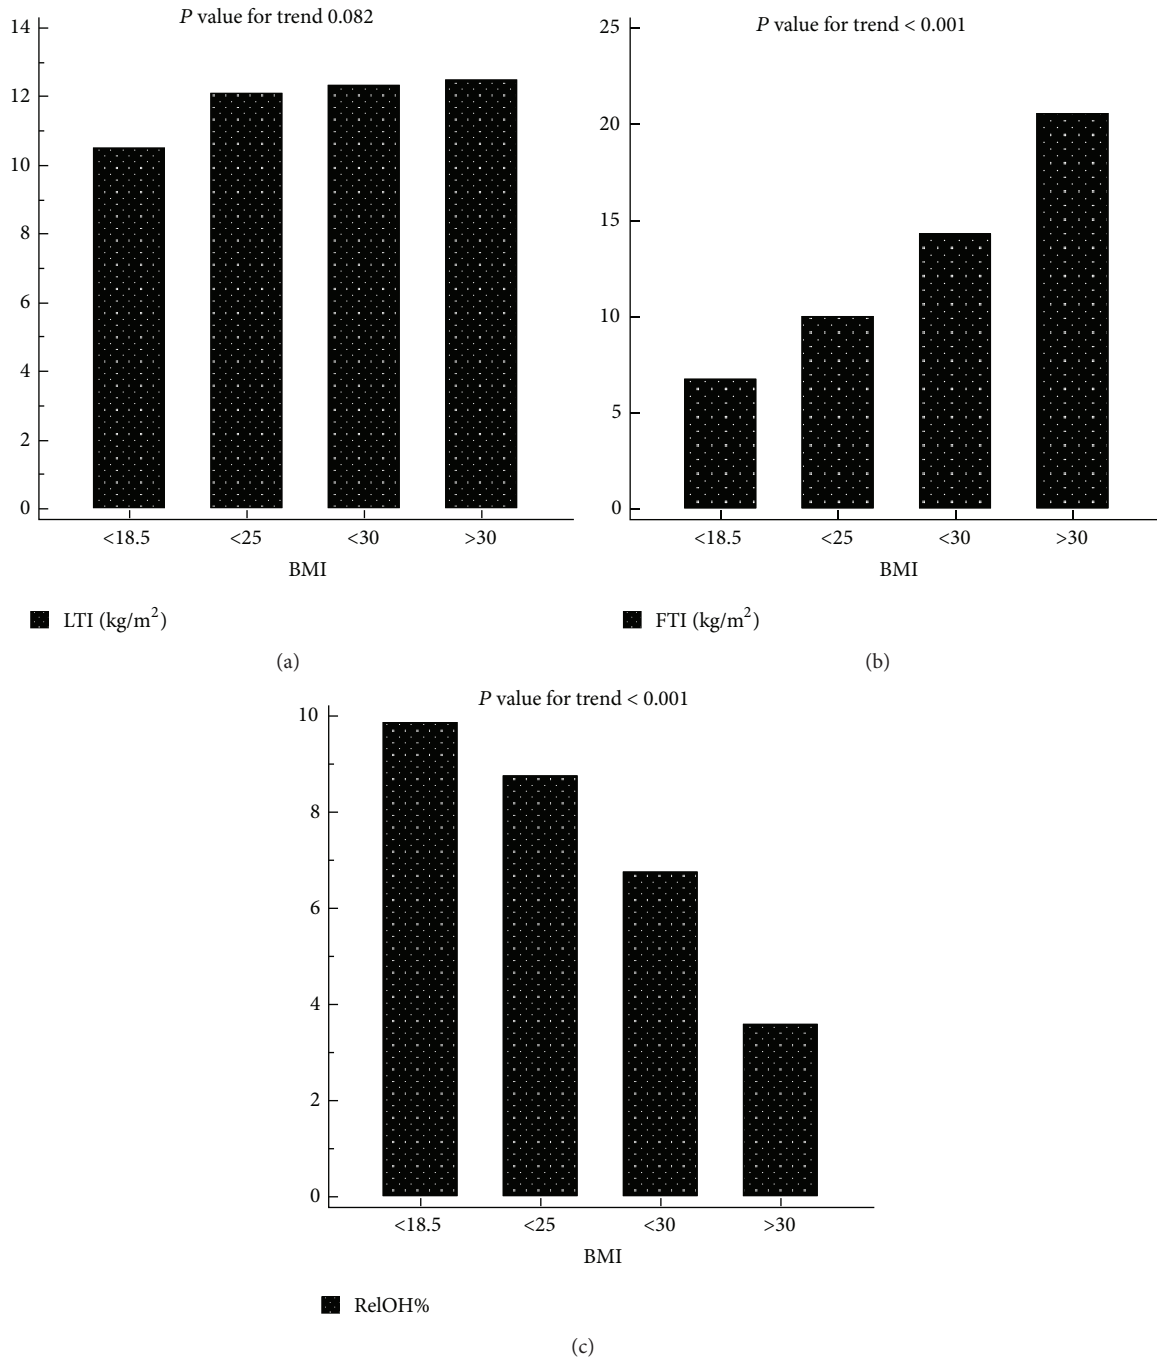 P value for trend 0.082
14
12
10
8
6
4
2
0
<18.5 <25 <30 >30
BMI
LTI (kg/m²)
(a)
P value for trend < 0.001
25
20
15
10
5
0
<18.5 <25 <30 >30
BMI
FTI (kg/m²)
(b)
P value for trend < 0.001
10
8
6
4
2
0
<18.5 <25 <30 >30
BMI
RelOH%
(c)